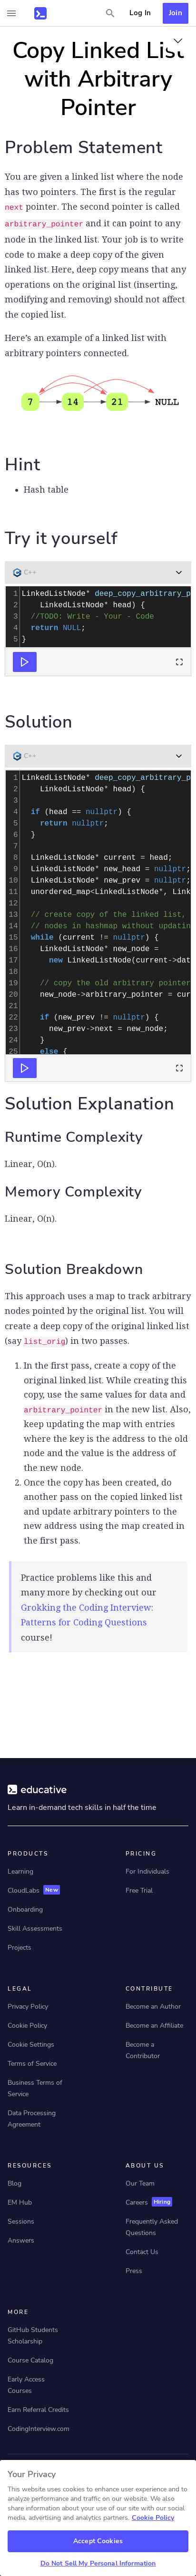 Log In
Join
Copy Linked List
with Arbitrary
Pointer
Problem Statement
You are given a linked list where the node
has two pointers. The first is the regular
next pointer. The second pointer is called
arbitrary_pointer and it can point to any
node in the linked list. Your job is to write
code to make a deep copy of the given
linked list. Here, deep copy means that any
operations on the original list (inserting,
modifying and removing) should not affect
the copied list.
Here’s an example of a linked list with
arbitrary pointers connected.
7 14 21 NULL
Hint
• Hash table
Try it yourself
C++
1 LinkedListNode* deep_copy_arbitrary_p
2 LinkedListNode* head) {
3 //TODO: Write - Your - Code
4 return NULL;
5 }
Solution
C++
1 LinkedListNode* deep_copy_arbitrary_p
2 LinkedListNode* head) {
3
4 if (head == nullptr) {
5 return nullptr;
6 }
7
8 LinkedListNode* current = head;
9 LinkedListNode* new_head = nullptr;
10 LinkedListNode* new_prev = nullptr;
11 unordered_map<LinkedListNode*, Link
12
13 // create copy of the linked list,
14 // nodes in hashmap without updatin
15 while (current != nullptr) {
16 LinkedListNode* new_node =
17 new LinkedListNode(current->dat
18
19 // copy the old arbitrary pointer
20 new_node->arbitrary_pointer = cur
21
22 if (new_prev != nullptr) {
23 new_prev->next = new_node;
24 }
25 else {
Solution Explanation
Runtime Complexity
Linear, O(n).
Memory Complexity
Linear, O(n).
Solution Breakdown
This approach uses a map to track arbitrary
nodes pointed to by the original list. You will
create a deep copy of the original linked list
(say list_orig) in two passes.
1. In the first pass, create a copy of the
original linked list. While creating this
copy, use the same values for data and
arbitrary_pointer in the new list. Also,
keep updating the map with entries
where the key is the address to the old
node and the value is the address of
the new node.
2. Once the copy has been created, do
another pass on the copied linked list
and update arbitrary pointers to the
new address using the map created in
the first pass.
Practice problems like this and
many more by checking out our
Grokking the Coding Interview:
Patterns for Coding Questions
course!
educative
Learn in-demand tech skills in half the time
PRODUCTS
Learning
CloudLabs New
Onboarding
Skill Assessments
Projects
PRICING
For Individuals
Free Trial
LEGAL
Privacy Policy
Cookie Policy
Cookie Settings
Terms of Service
Business Terms of
Service
Data Processing
Agreement
CONTRIBUTE
Become an Author
Become an Affiliate
Become a
Contributor
RESOURCES
Blog
EM Hub
Sessions
Answers
ABOUT US
Our Team
Careers Hiring
Frequently Asked
Questions
Contact Us
Press
MORE
GitHub Students
Scholarship
Course Catalog
Early Access
Courses
Earn Referral Credits
CodingInterview.com
Your Privacy
This website uses cookies to enhance user experience and to
analyze performance and traffic on our website. We also
share information about your use of our site with our social
media, advertising and analytics partners. Cookie Policy
Accept Cookies
Do Not Sell My Personal Information